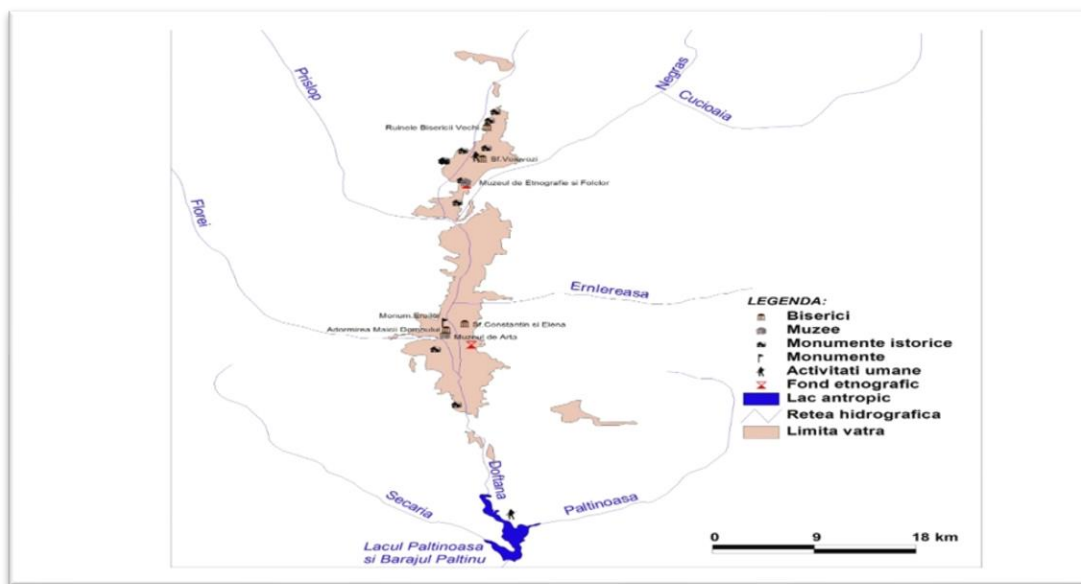 Prislop
Negras
Cucioaia
Ruinele Bisericii Vechi
Sf.Voievozi
Muzeul de Etnografie si Folclor
Florei
Erniereasa
Sf.Constantin si Elena
Adormirea Maicii Domnului
Muzeul de Arta
LEGENDA:
Biserici
Muzee
Monumente istorice
Monumente
Activitati umane
Fond etnografic
Lac antropic
Retea hidrografica
Limita vatra
Doftana
Secaria
Paltinoasa
Lacul Paltinoasa
si Barajul Paltinu
0 9 18 km